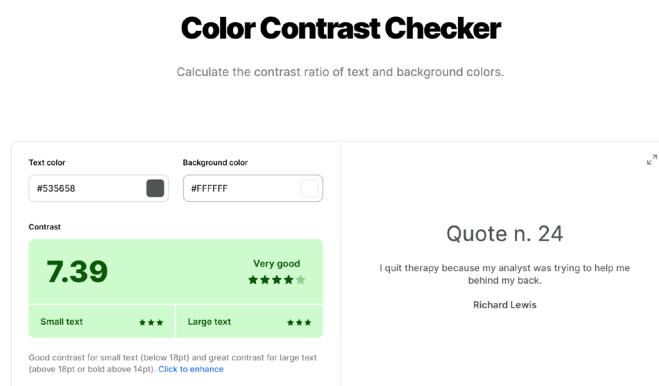 Color Contrast Checker
Calculate the contrast ratio of text and background colors.
Text color
#535658
Background color
#FFFFFF
Contrast
7.39
Very good
Small text
Large text
Good contrast for small text (below 18pt) and great contrast for large text
(above 18pt or bold above 14pt). Click to enhance
Quote n. 24
I quit therapy because my analyst was trying to help me
behind my back.
Richard Lewis